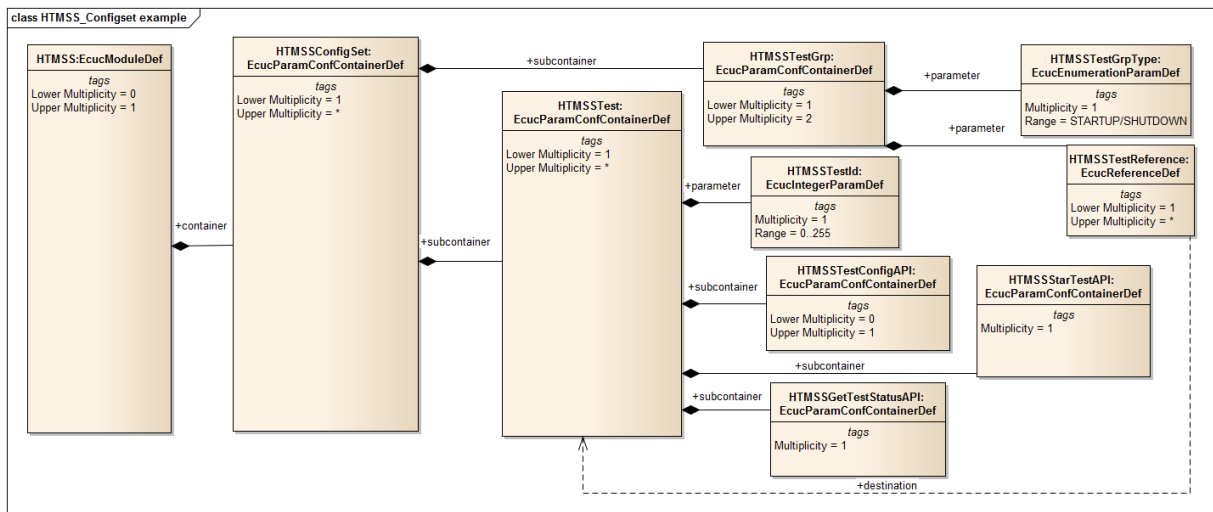 class HTMSS_Configset example
HTMSS:EcucModuleDef
tags
Lower Multiplicity = 0
Upper Multiplicity = 1
+container
HTMSSConfigSet:
EcucParamConfContainerDef
tags
Lower Multiplicity = 1
Upper Multiplicity = *
+subcontainer
+subcontainer
HTMSSTest:
EcucParamConfContainerDef
tags
Lower Multiplicity = 1
Upper Multiplicity = *
HTMSSTestGrp:
EcucParamConfContainerDef
tags
Lower Multiplicity = 1
Upper Multiplicity = 2
+parameter
HTMSSTestGrpType:
EcucEnumerationParamDef
tags
Multiplicity = 1
Range = STARTUP/SHUTDOWN
+parameter
HTMSSTestReference:
EcucReferenceDef
tags
Lower Multiplicity = 1
Upper Multiplicity = *
+parameter
HTMSSTestId:
EcucIntegerParamDef
tags
Multiplicity = 1
Range = 0..255
+subcontainer
HTMSSTestConfigAPI:
EcucParamConfContainerDef
tags
Lower Multiplicity = 0
Upper Multiplicity = 1
HTMSSStarTestAPI:
EcucParamConfContainerDef
tags
Multiplicity = 1
+subcontainer
+subcontainer
HTMSSGetTestStatusAPI:
EcucParamConfContainerDef
tags
Multiplicity = 1
+destination